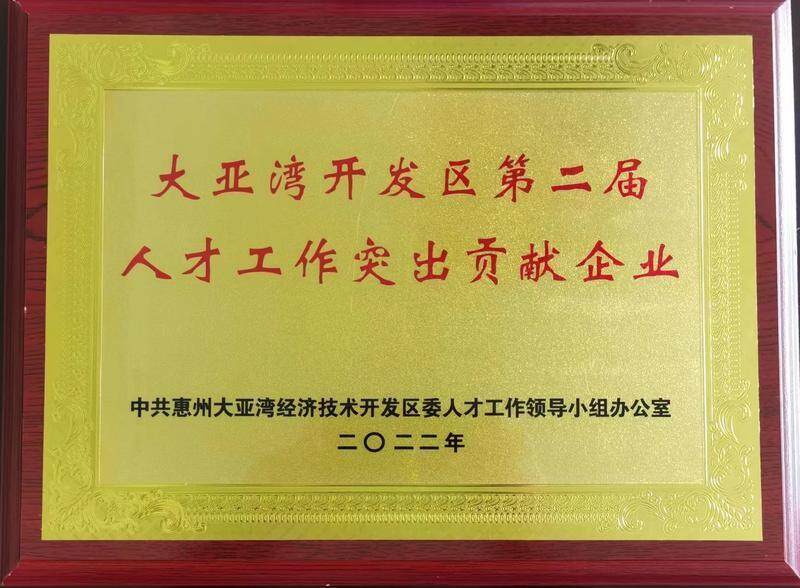 大亚湾开发区第二届
人才工作突出贡献企业
中共惠州大亚湾经济技术开发区委人才工作领导小组办公室
二〇二二年